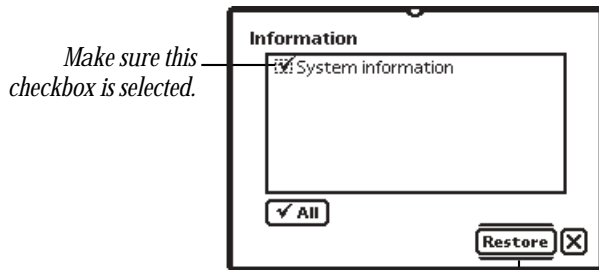 Information
Make sure this
checkbox is selected.
System information
✓ All
Restore